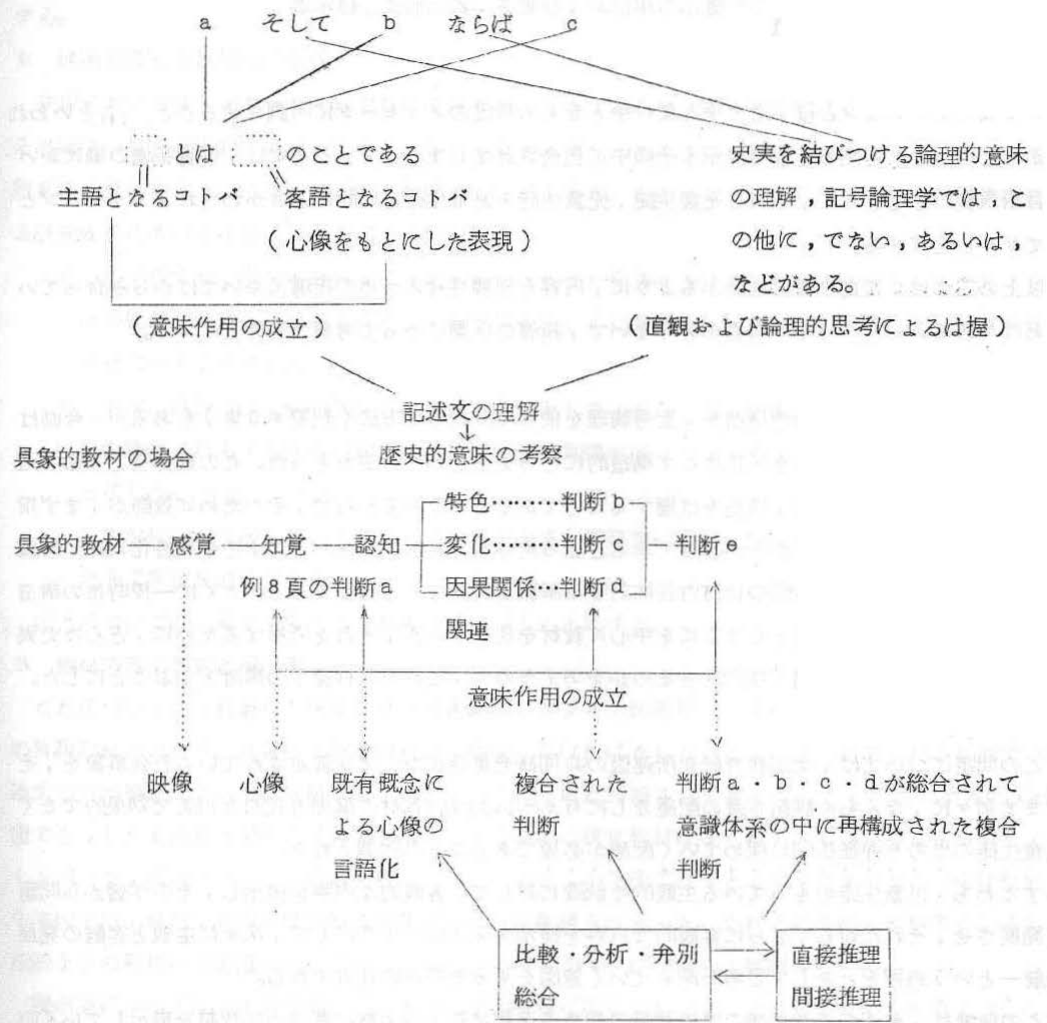 a そして b ならば c
とは のことである
主語となるコトバ 客語となるコトバ
(心像をもとにした表現)
史実を結びつける論理的意味
の理解,記号論理学では,そ
の他に,でない,あるいは,
などがある。
(意味作用の成立) (直観および論理的思考によるは握)
記述文の理解
具象的教材の場合 歴史的意味の考察
特色………判断b
具象的教材―感覚―知覚―認知 変化………判断c 判断e
例8頁の判断a 因果関係…判断d
関連
意味作用の成立
映像 心像 既有概念に 複合された 判断a・b・c・dが総合されて
よる心像の 判断 意識体系の中に再構成された複合
言語化 判断
比較・分析・弁別 直接推理
総合 間接推理